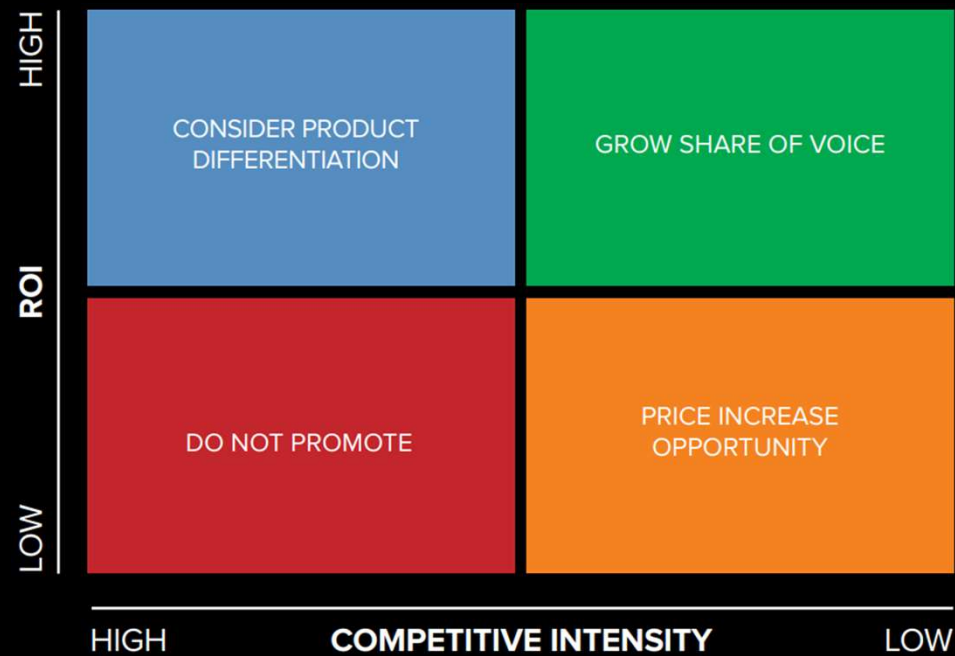 HIGH
ROI
LOW
CONSIDER PRODUCT
DIFFERENTIATION
GROW SHARE OF VOICE
DO NOT PROMOTE
PRICE INCREASE
OPPORTUNITY
HIGH
COMPETITIVE INTENSITY
LOW